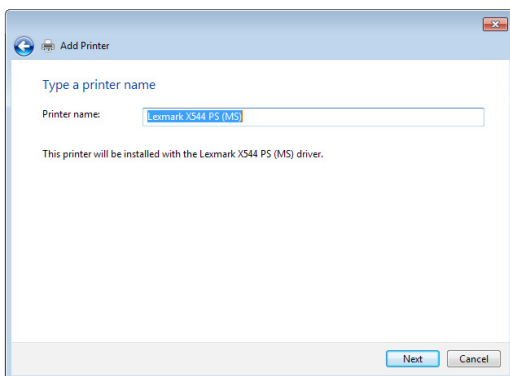 Add Printer
Type a printer name
Printer name: Lexmark X544 PS (MS)
This printer will be installed with the Lexmark X544 PS (MS) driver.
Next Cancel